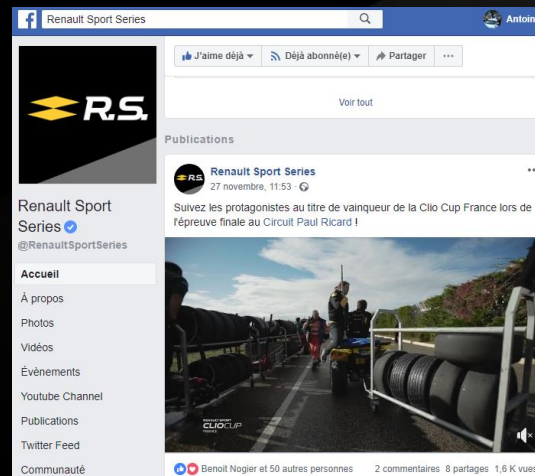 Renault Sport Series
Antoin
J'aime déjà
Déjà abonné(e)
Partager
R.S.
Voir tout
Publications
R.S.
Renault Sport Series
27 novembre, 11:53 ·
Suivez les protagonistes au titre de vainqueur de la Clio Cup France lors de
l'épreuve finale au Circuit Paul Ricard !
Renault Sport
Series
@RenaultSportSeries
Accueil
À propos
Photos
Vidéos
Évènements
Youtube Channel
Publications
Twitter Feed
Communauté
RENAULT SPORT
CLIO CUP
FRANCE
Benoit Nogier et 50 autres personnes
2 commentaires 8 partages 1,6 K vues